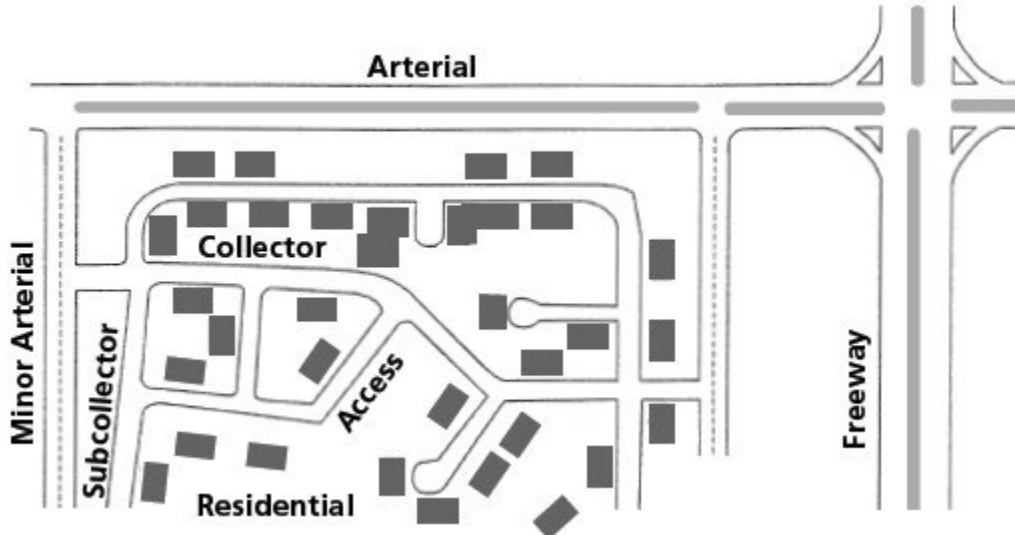 Arterial
Collector
Minor Arterial
Subcollector
Access
Freeway
Residential